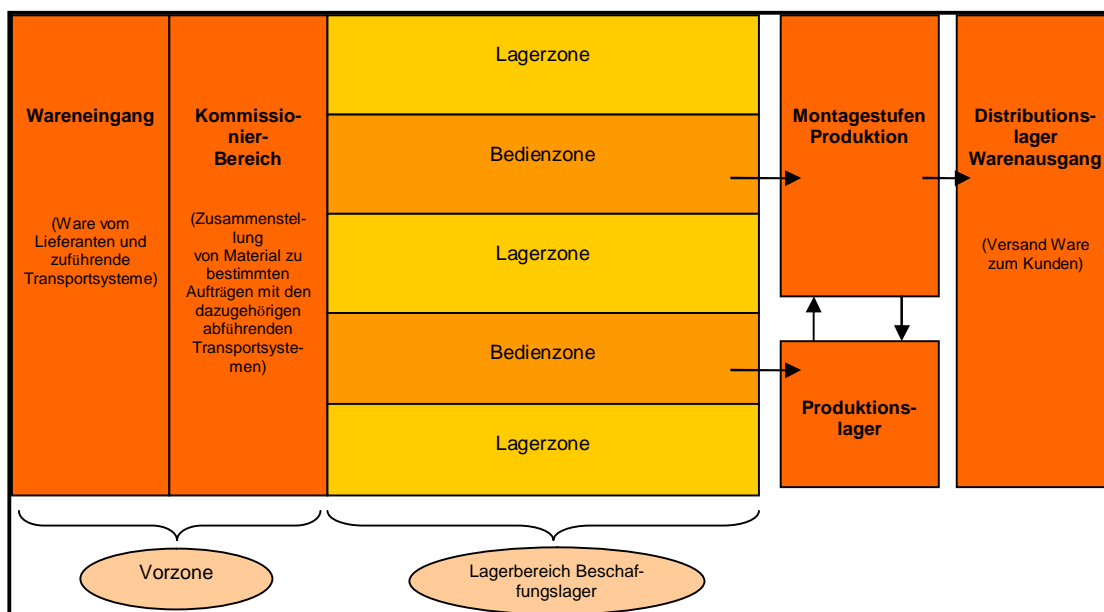 Wareneingang
(Ware vom
Lieferanten und
zuführende
Transportsysteme)
Kommissio-
nier-
Bereich
(Zusammenstel-
lung
von Material zu
bestimmten
Aufträgen mit den
dazugehörigen
abführenden
Transportsyste-
men)
Lagerzone
Bedienzone
Lagerzone
Bedienzone
Lagerzone
Montagestufen
Produktion
Produktions-
lager
Distributions-
lager
Warenausgang
(Versand Ware
zum Kunden)
Vorzone
Lagerbereich Beschaf-
fungslager